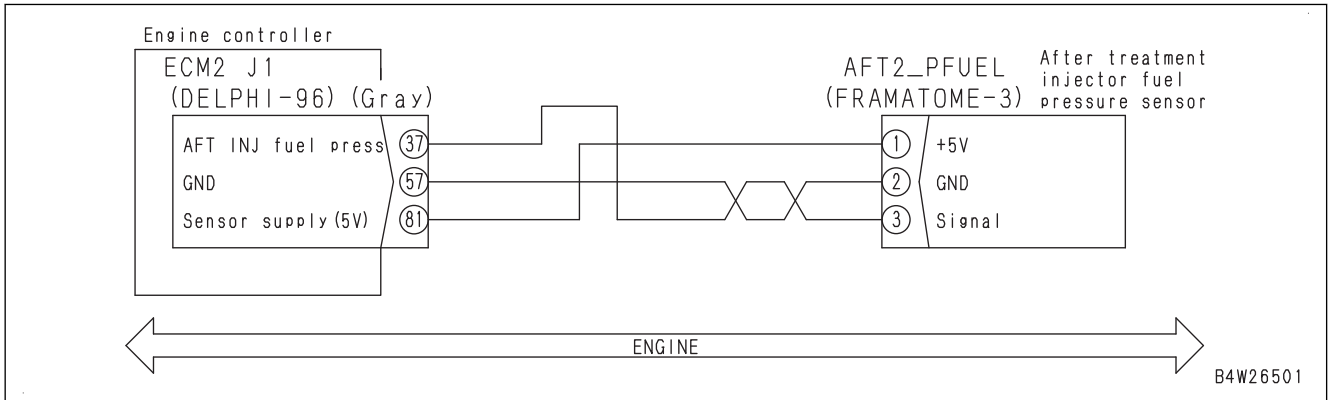 Engine controller
ECM2 J1
(DELPHI-96) (Gray)
AFT INJ fuel press 37
GND 57
Sensor supply(5V) 81
AFT2_PFUEL
(FRAMATOME-3)
After treatment
injector fuel
pressure sensor
1 +5V
2 GND
3 Signal
ENGINE
B4W26501